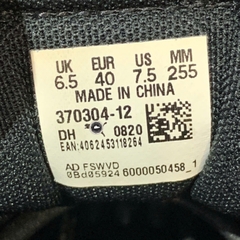 UK EUR US MM
6.5 40 7.5 255
MADE IN CHINA
370304-12
DH 0820
EAN:4062453118264
AD FSWVD
0Bd05924 6000050458_1